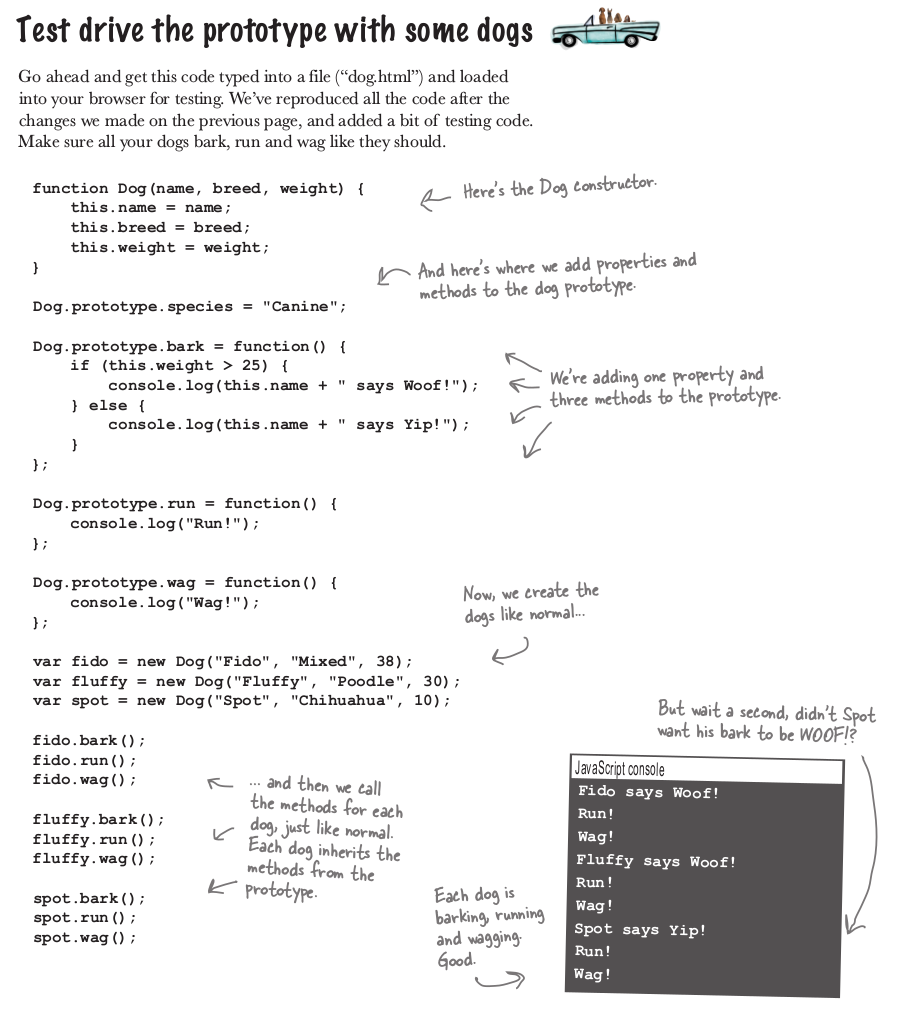 Test drive the prototype with some dogs
Go ahead and get this code typed into a file (“dog.html”) and loaded
into your browser for testing. We’ve reproduced all the code after the
changes we made on the previous page, and added a bit of testing code.
Make sure all your dogs bark, run and wag like they should.
function Dog(name, breed, weight) {
    this.name = name;
    this.breed = breed;
    this.weight = weight;
}
Here's the Dog constructor.
And here's where we add properties and
methods to the dog prototype.
Dog.prototype.species = "Canine";
Dog.prototype.bark = function() {
    if (this.weight > 25) {
        console.log(this.name + " says Woof!");
    } else {
        console.log(this.name + " says Yip!");
    }
};
We're adding one property and
three methods to the prototype.
Dog.prototype.run = function() {
    console.log("Run!");
};
Dog.prototype.wag = function() {
    console.log("Wag!");
};
Now, we create the
dogs like normal...
var fido = new Dog("Fido", "Mixed", 38);
var fluffy = new Dog("Fluffy", "Poodle", 30);
var spot = new Dog("Spot", "Chihuahua", 10);
fido.bark();
fido.run();
fido.wag();
fluffy.bark();
fluffy.run();
fluffy.wag();
spot.bark();
spot.run();
spot.wag();
... and then we call
the methods for each
dog, just like normal.
Each dog inherits the
methods from the
prototype.
Each dog is
barking, running
and wagging.
Good.
But wait a second, didn't Spot
want his bark to be WOOF!?
JavaScript console
Fido says Woof!
Run!
Wag!
Fluffy says Woof!
Run!
Wag!
Spot says Yip!
Run!
Wag!